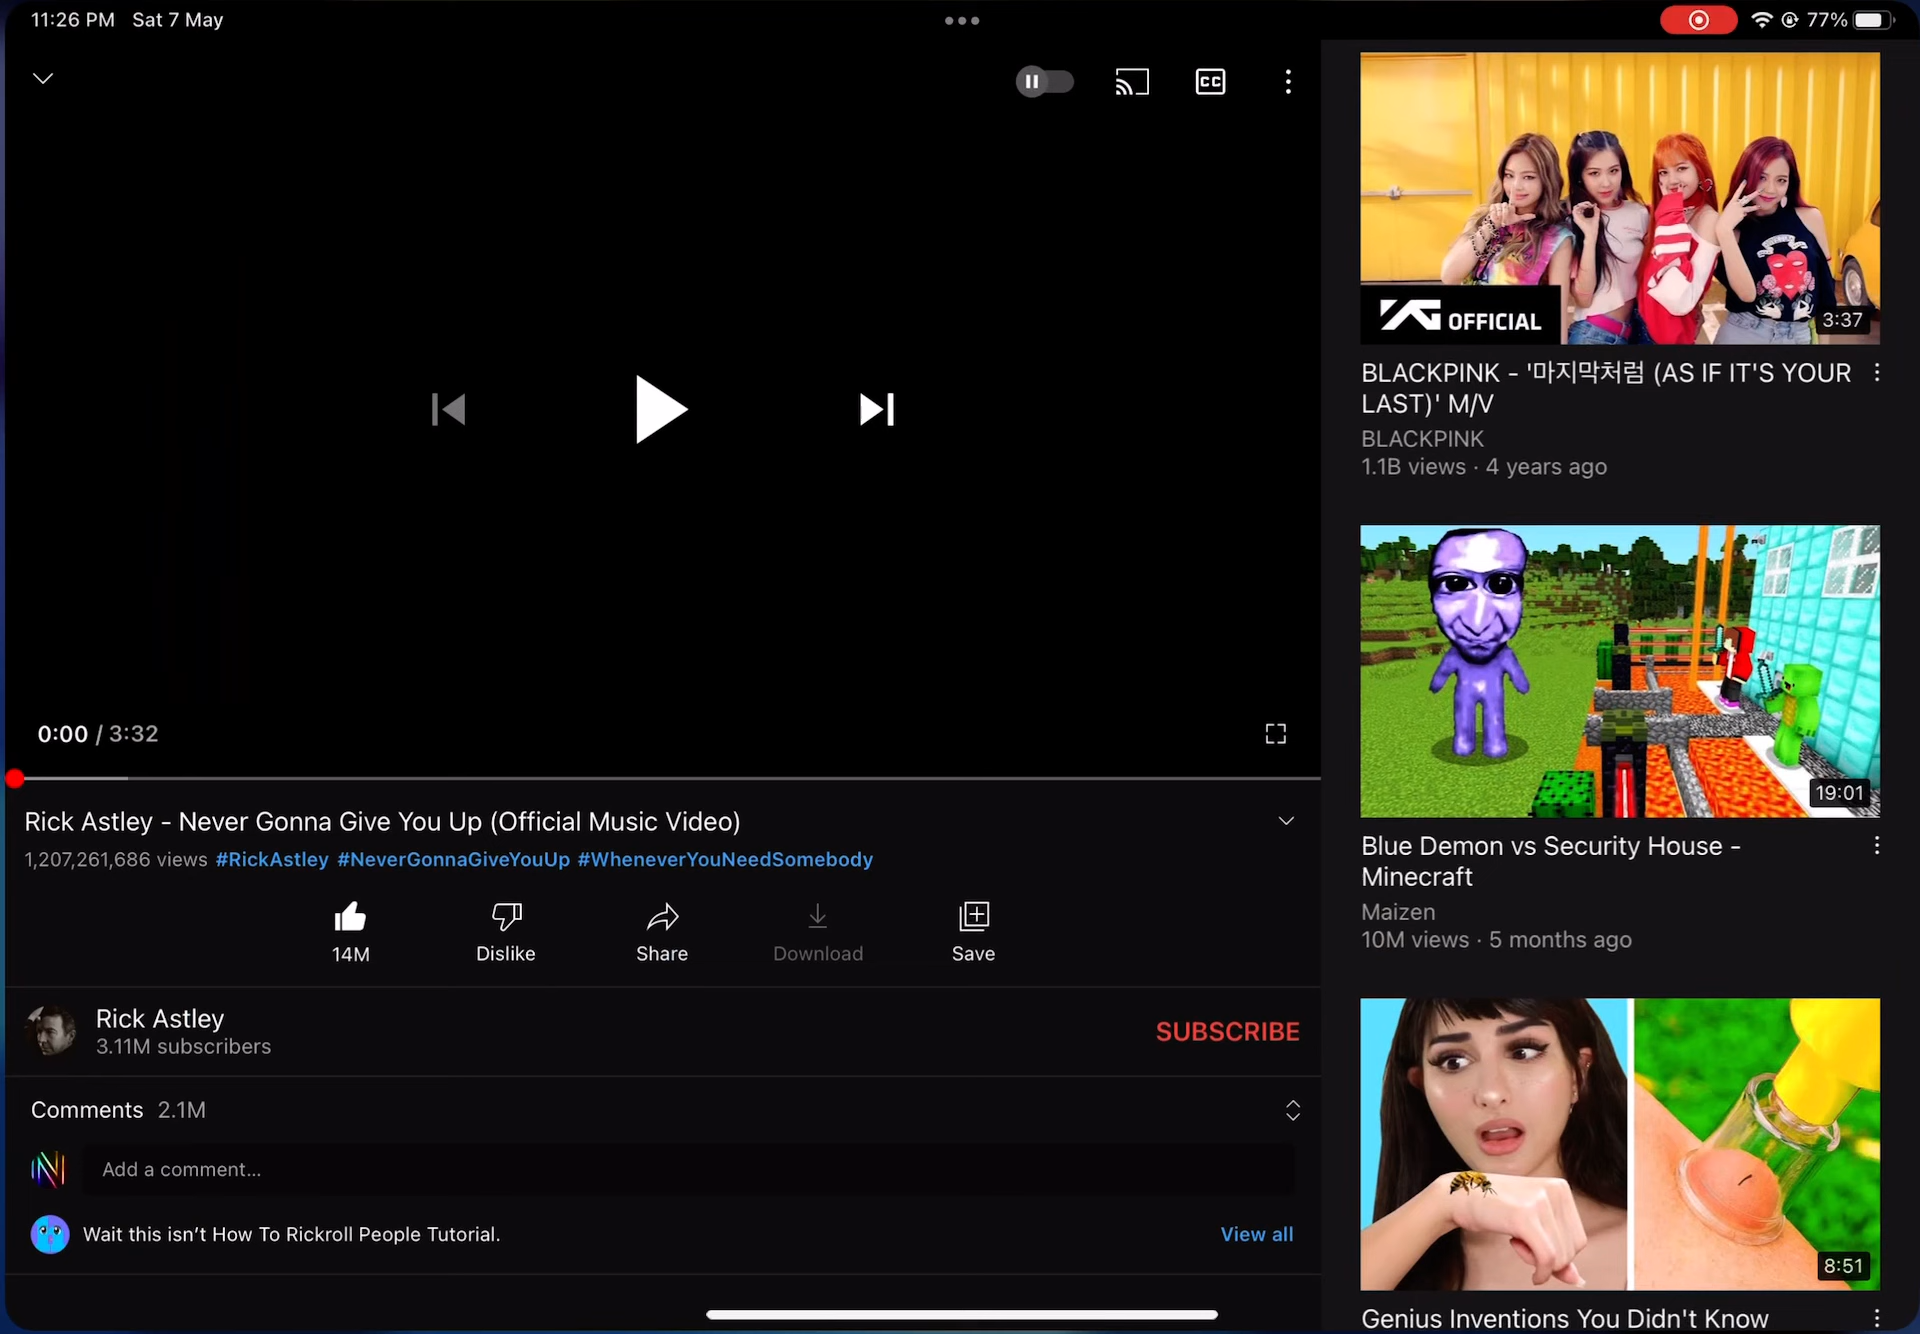 11:26 PM Sat 7 May
77%
CC
0:00 / 3:32
Rick Astley - Never Gonna Give You Up (Official Music Video)
1,207,261,686 views #RickAstley #NeverGonnaGiveYouUp #WheneverYouNeedSomebody
14M Dislike Share Download Save
Rick Astley
3.11M subscribers
SUBSCRIBE
Comments 2.1M
Add a comment...
Wait this isn’t How To Rickroll People Tutorial. View all
YG OFFICIAL
3:37
BLACKPINK - '마지막처럼 (AS IF IT'S YOUR
LAST)' M/V
BLACKPINK
1.1B views · 4 years ago
19:01
Blue Demon vs Security House -
Minecraft
Maizen
10M views · 5 months ago
8:51
Genius Inventions You Didn't Know